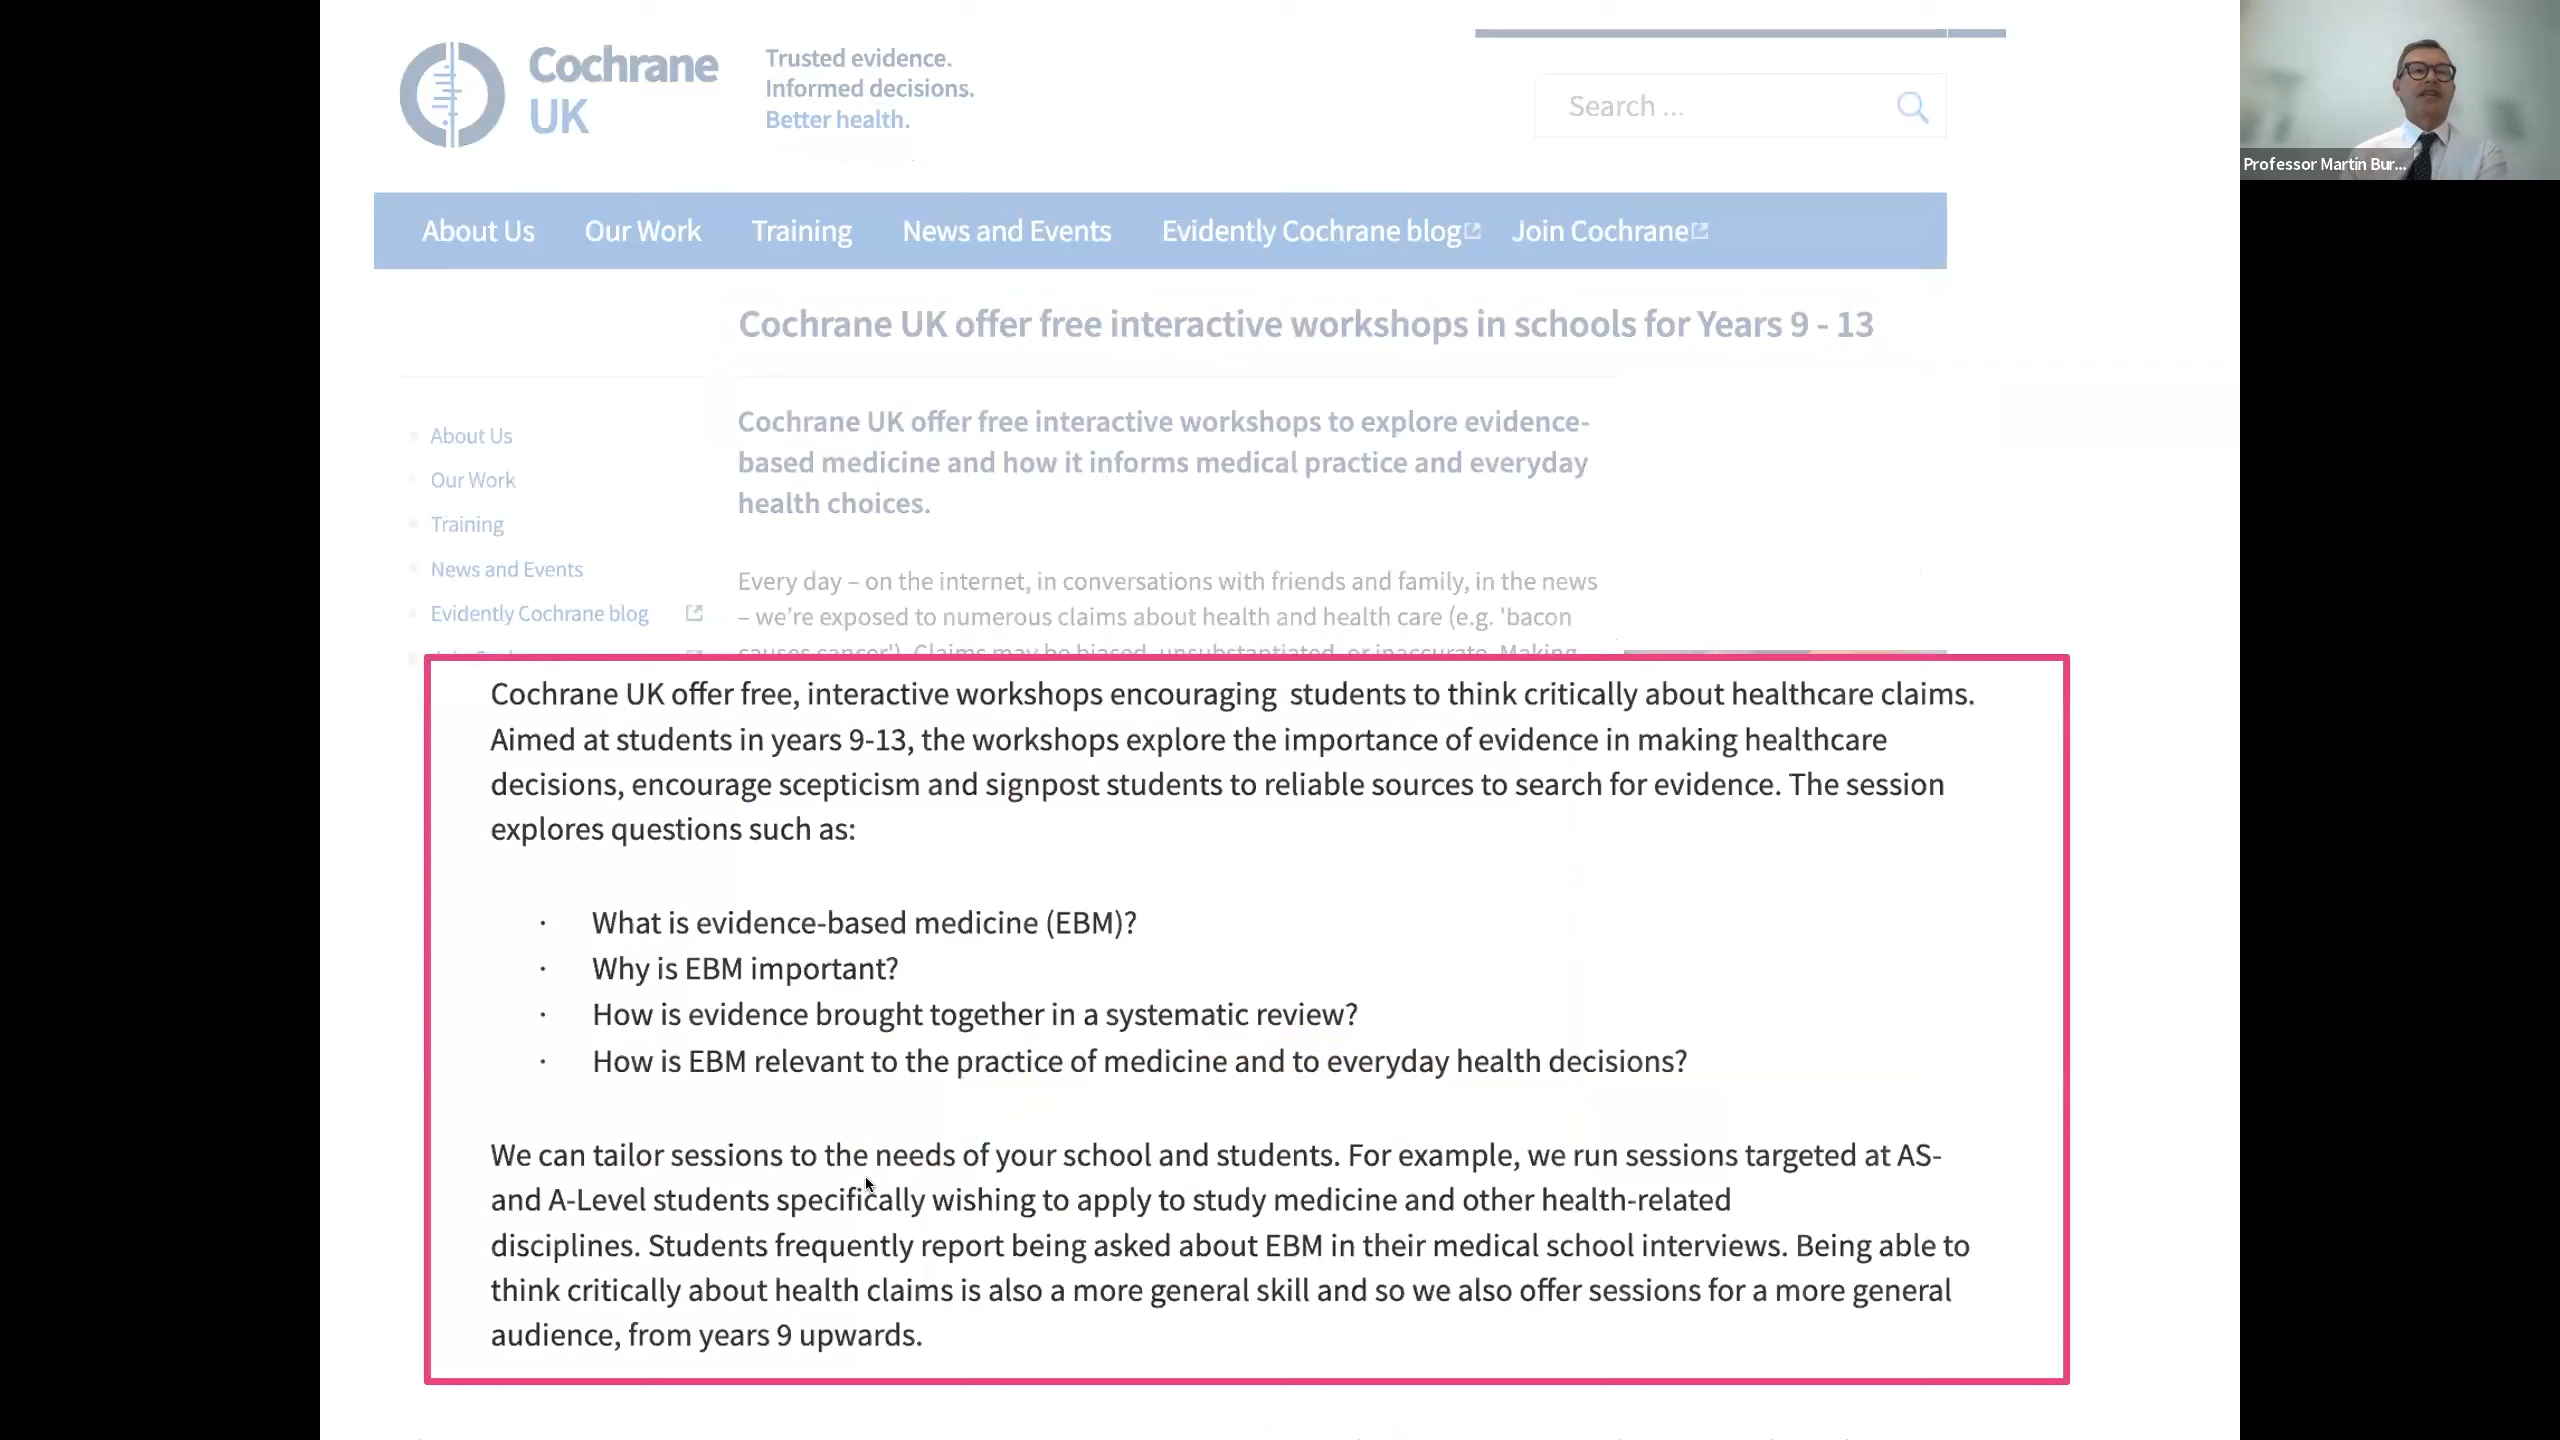 Cochrane
UK
Trusted evidence.
Informed decisions.
Better health.
Search ...
Professor Martin Bur...
About Us Our Work Training News and Events Evidently Cochrane blog Join Cochrane
Cochrane UK offer free interactive workshops in schools for Years 9 - 13
About Us
Our Work
Training
News and Events
Evidently Cochrane blog
Cochrane UK offer free interactive workshops to explore evidence-
based medicine and how it informs medical practice and everyday
health choices.
Every day – on the internet, in conversations with friends and family, in the news
– we’re exposed to numerous claims about health and health care (e.g. 'bacon
causes cancer'). Claims may be biased, unsubstantiated, or inaccurate. Making
Cochrane UK offer free, interactive workshops encouraging students to think critically about healthcare claims.
Aimed at students in years 9-13, the workshops explore the importance of evidence in making healthcare
decisions, encourage scepticism and signpost students to reliable sources to search for evidence. The session
explores questions such as:
· What is evidence-based medicine (EBM)?
· Why is EBM important?
· How is evidence brought together in a systematic review?
· How is EBM relevant to the practice of medicine and to everyday health decisions?
We can tailor sessions to the needs of your school and students. For example, we run sessions targeted at AS-
and A-Level students specifically wishing to apply to study medicine and other health-related
disciplines. Students frequently report being asked about EBM in their medical school interviews. Being able to
think critically about health claims is also a more general skill and so we also offer sessions for a more general
audience, from years 9 upwards.